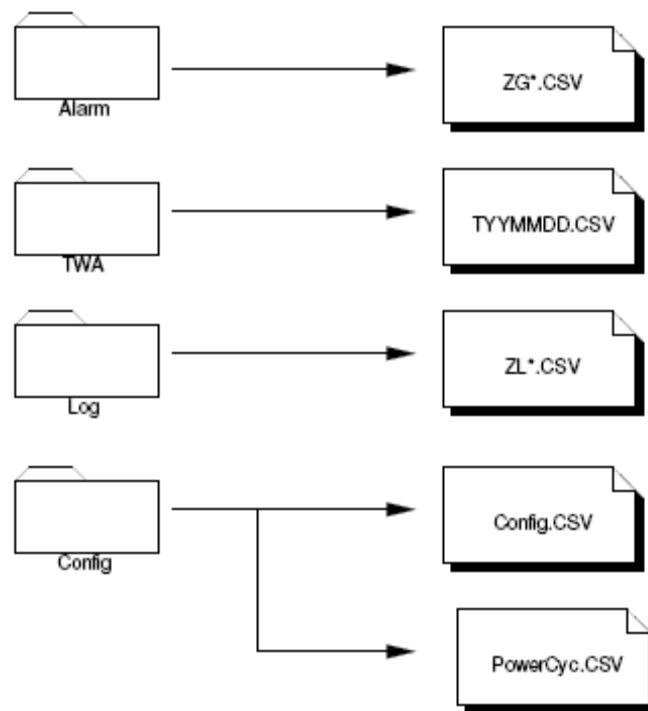 Alarm
ZG*.CSV
TWA
TYYMMDD.CSV
Log
ZL*.CSV
Config
Config.CSV
PowerCyc.CSV